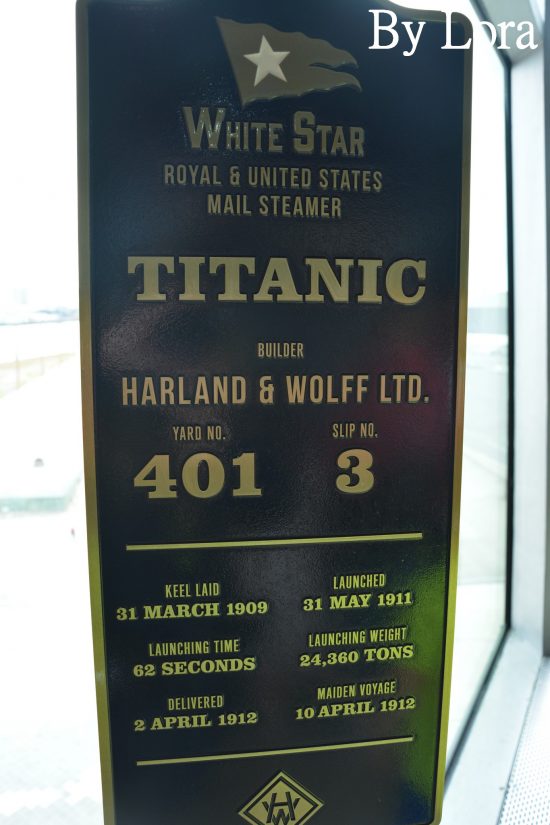 By Lora
WHITE STAR
ROYAL & UNITED STATES
MAIL STEAMER
TITANIC
BUILDER
HARLAND & WOLFF LTD.
YARD NO. SLIP NO.
401 3
KEEL LAID LAUNCHED
31 MARCH 1909 31 MAY 1911
LAUNCHING TIME LAUNCHING WEIGHT
62 SECONDS 24,360 TONS
DELIVERED MAIDEN VOYAGE
2 APRIL 1912 10 APRIL 1912
HW